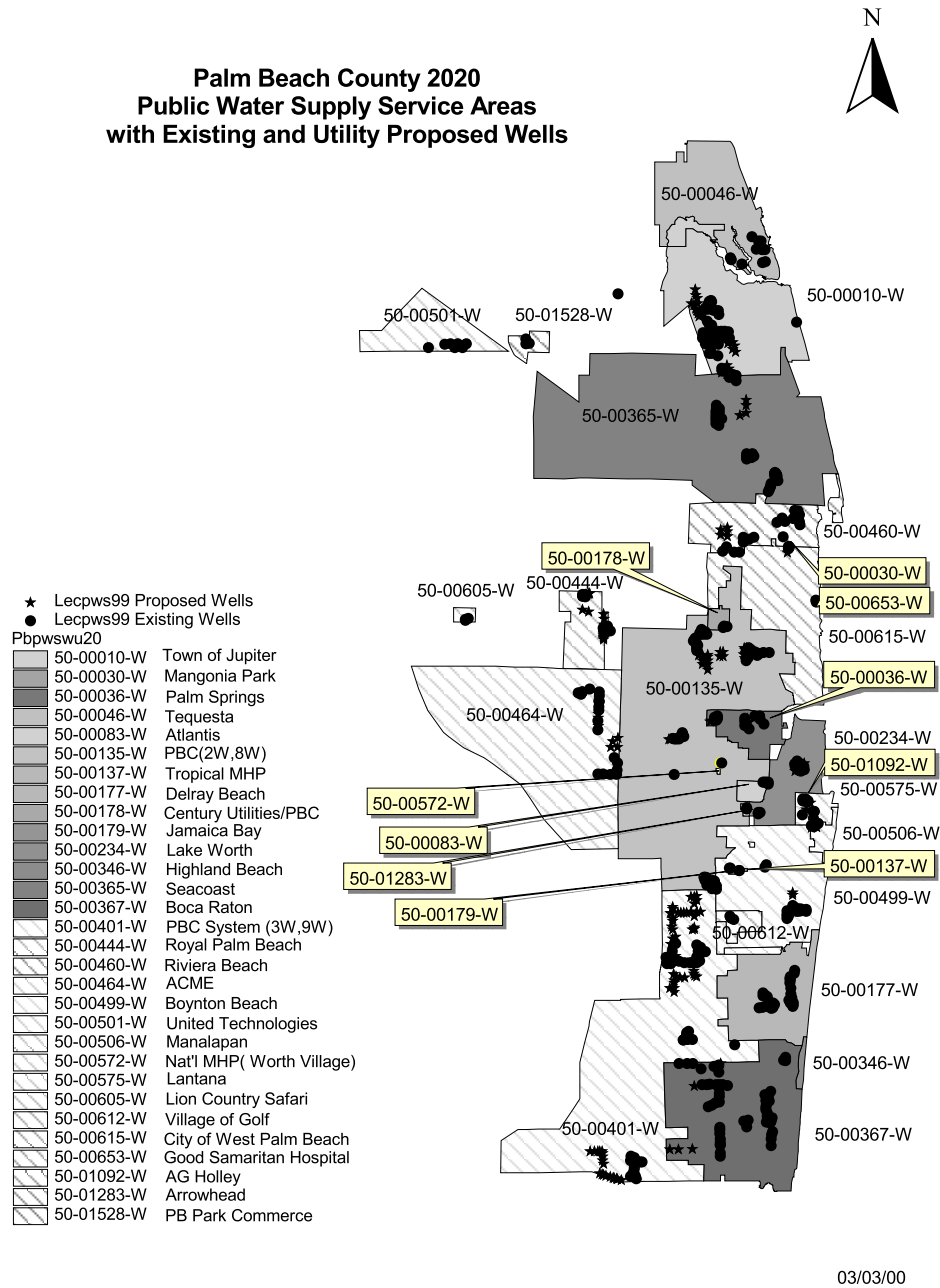 N
Palm Beach County 2020
Public Water Supply Service Areas
with Existing and Utility Proposed Wells
50-00046-W
50-00010-W
50-00501-W
50-01528-W
50-00365-W
50-00460-W
50-00178-W
50-00030-W
50-00605-W
50-00444-W
50-00653-W
50-00615-W
50-00036-W
50-00135-W
50-00464-W
50-00234-W
50-01092-W
50-00575-W
50-00572-W
50-00506-W
50-00083-W
50-00137-W
50-01283-W
50-00499-W
50-00179-W
50-00612-W
50-00177-W
50-00346-W
50-00401-W
50-00367-W
Lecpws99 Proposed Wells
Lecpws99 Existing Wells
Pbpwswu20
50-00010-W Town of Jupiter
50-00030-W Mangonia Park
50-00036-W Palm Springs
50-00046-W Tequesta
50-00083-W Atlantis
50-00135-W PBC(2W,8W)
50-00137-W Tropical MHP
50-00177-W Delray Beach
50-00178-W Century Utilities/PBC
50-00179-W Jamaica Bay
50-00234-W Lake Worth
50-00346-W Highland Beach
50-00365-W Seacoast
50-00367-W Boca Raton
50-00401-W PBC System (3W,9W)
50-00444-W Royal Palm Beach
50-00460-W Riviera Beach
50-00464-W ACME
50-00499-W Boynton Beach
50-00501-W United Technologies
50-00506-W Manalapan
50-00572-W Nat'l MHP( Worth Village)
50-00575-W Lantana
50-00605-W Lion Country Safari
50-00612-W Village of Golf
50-00615-W City of West Palm Beach
50-00653-W Good Samaritan Hospital
50-01092-W AG Holley
50-01283-W Arrowhead
50-01528-W PB Park Commerce
03/03/00